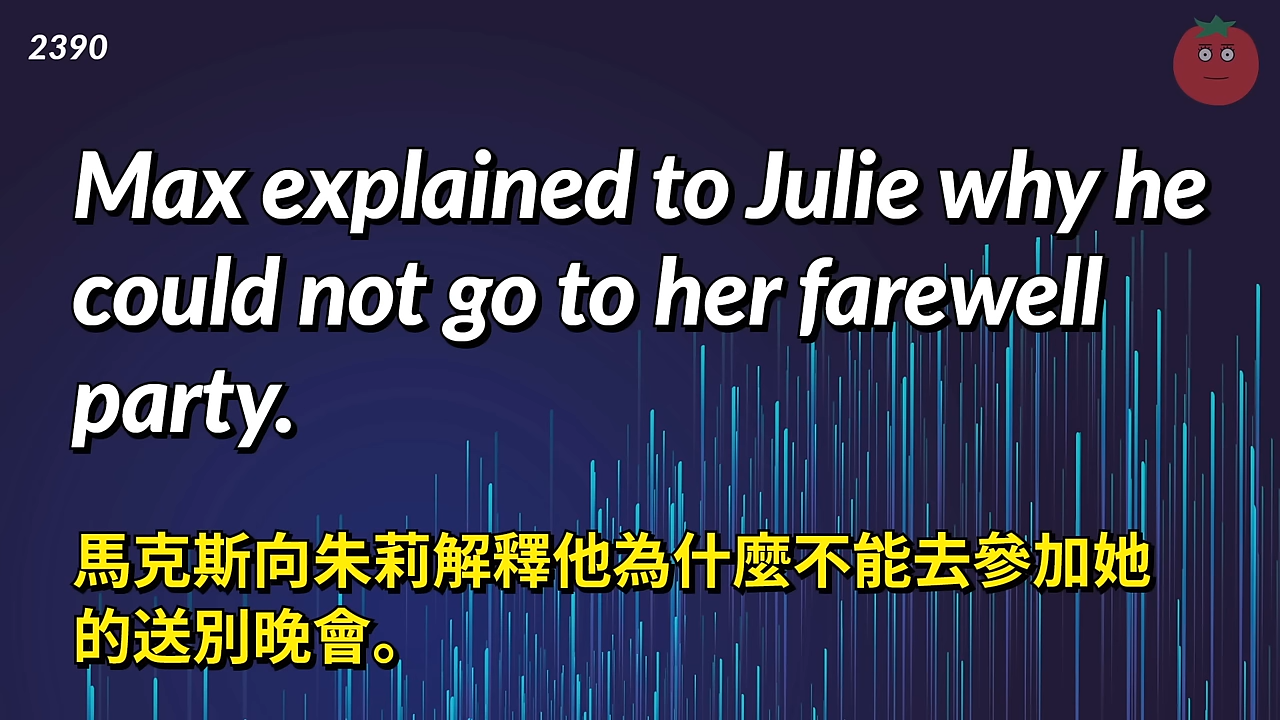 2390
Max explained to Julie why he
could not go to her farewell
party.
馬克斯向朱莉解釋他為什麼不能去參加她
的送別晚會。